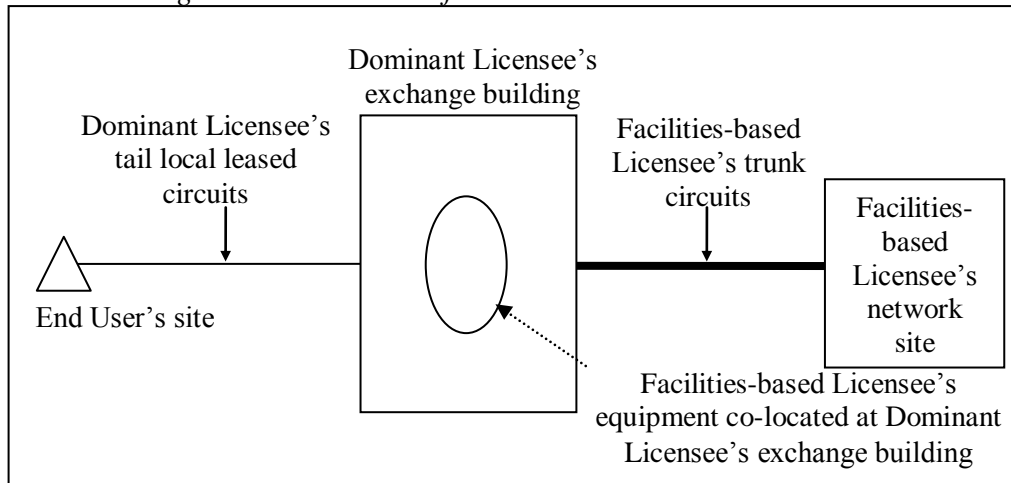 Dominant Licensee’s
exchange building
Dominant Licensee’s
tail local leased
circuits
Facilities-based
Licensee’s trunk
circuits
Facilities-
based
Licensee’s
network
site
End User’s site
Facilities-based Licensee’s
equipment co-located at Dominant
Licensee’s exchange building